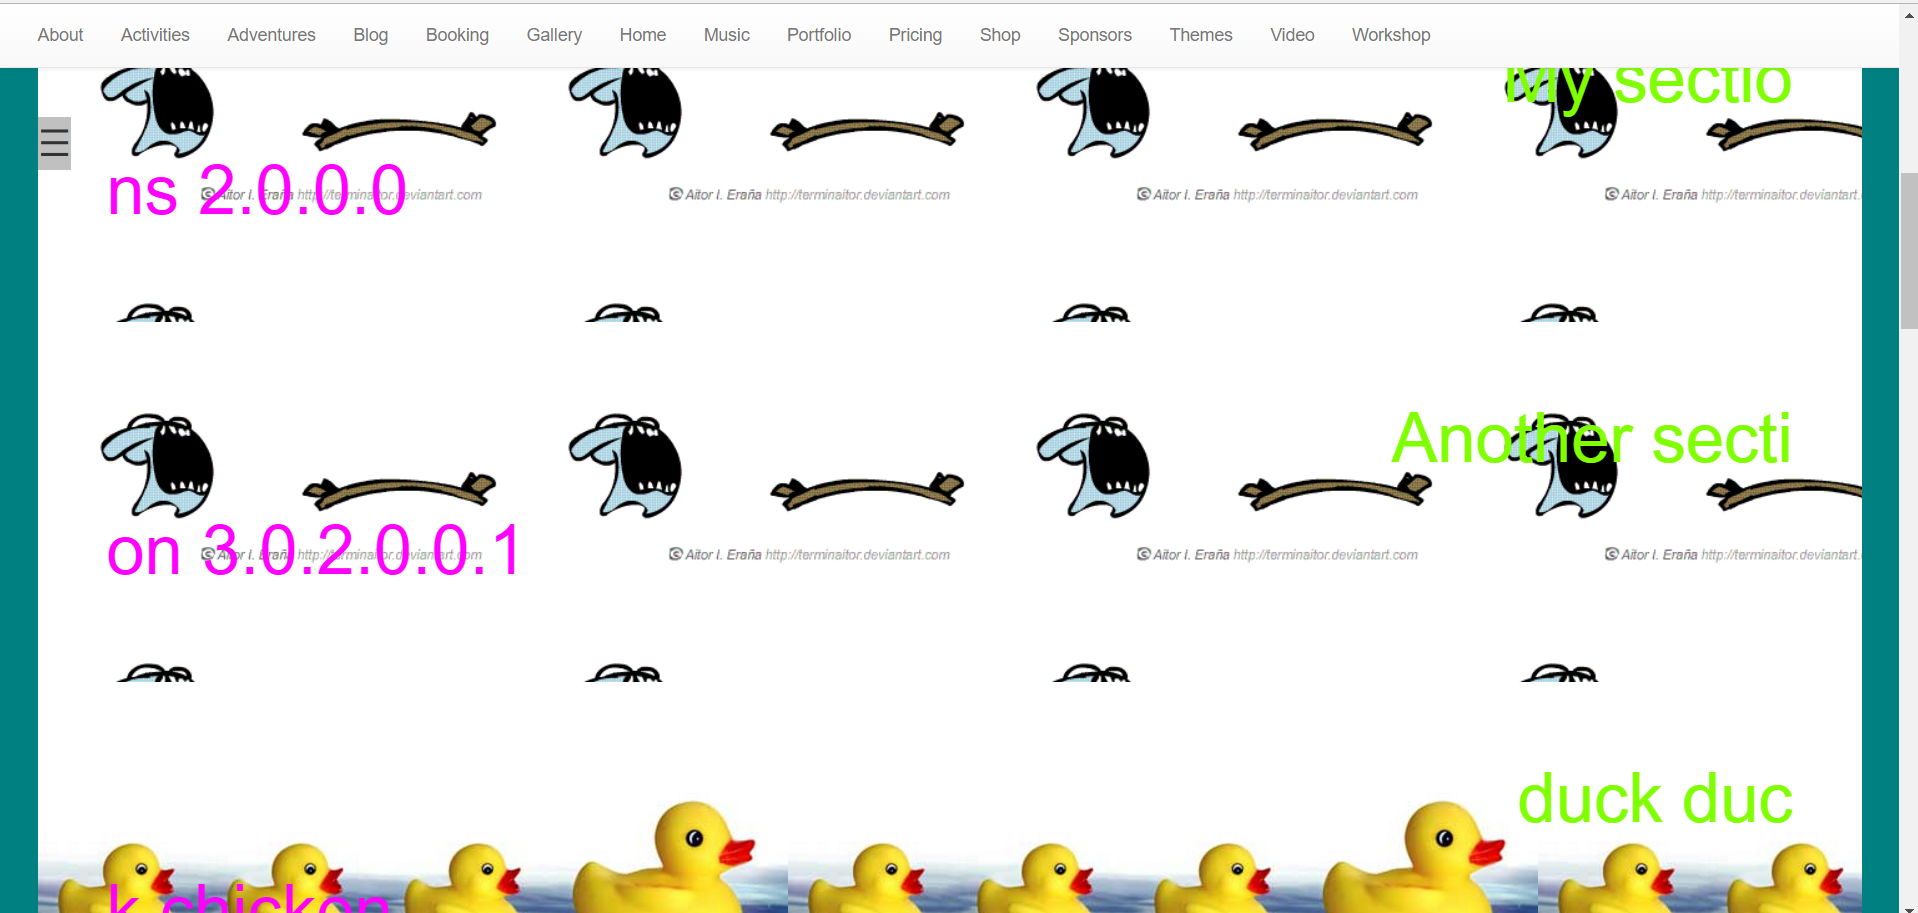 About Activities Adventures Blog Booking Gallery Home Music Portfolio Pricing Shop Sponsors Themes Video Workshop
My sectio
ns 2.0.0.0
© Aitor I. Eraña http://terminaitor.deviantart.com © Aitor I. Eraña http://terminaitor.deviantart.com © Aitor I. Eraña http://terminaitor.deviantart.com © Aitor I. Eraña http://terminaitor.deviantart.
Another secti
on 3.0.2.0.0.1
© Aitor I. Eraña http://terminaitor.deviantart.com © Aitor I. Eraña http://terminaitor.deviantart.com © Aitor I. Eraña http://terminaitor.deviantart.com © Aitor I. Eraña http://terminaitor.deviantart.
duck duc
k chicken